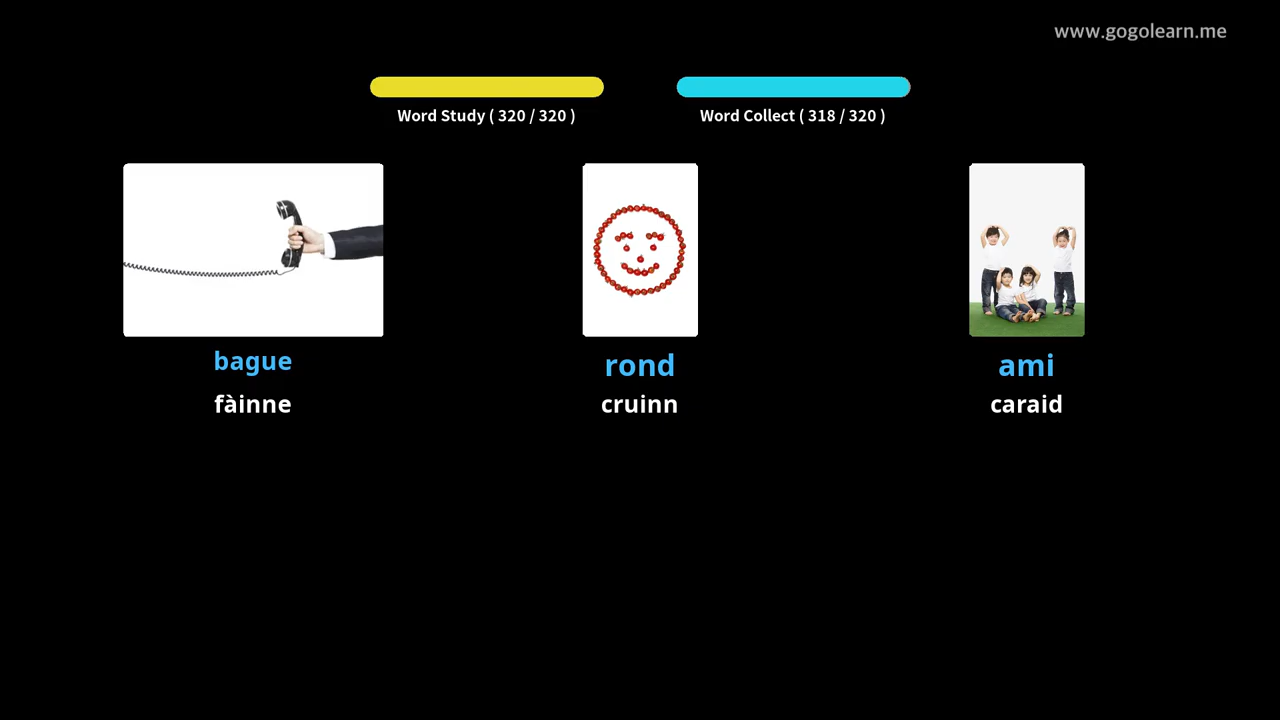 www.gogolearn.me
Word Study ( 320 / 320 )
Word Collect ( 318 / 320 )
bague
fàinne
rond
cruinn
ami
caraid